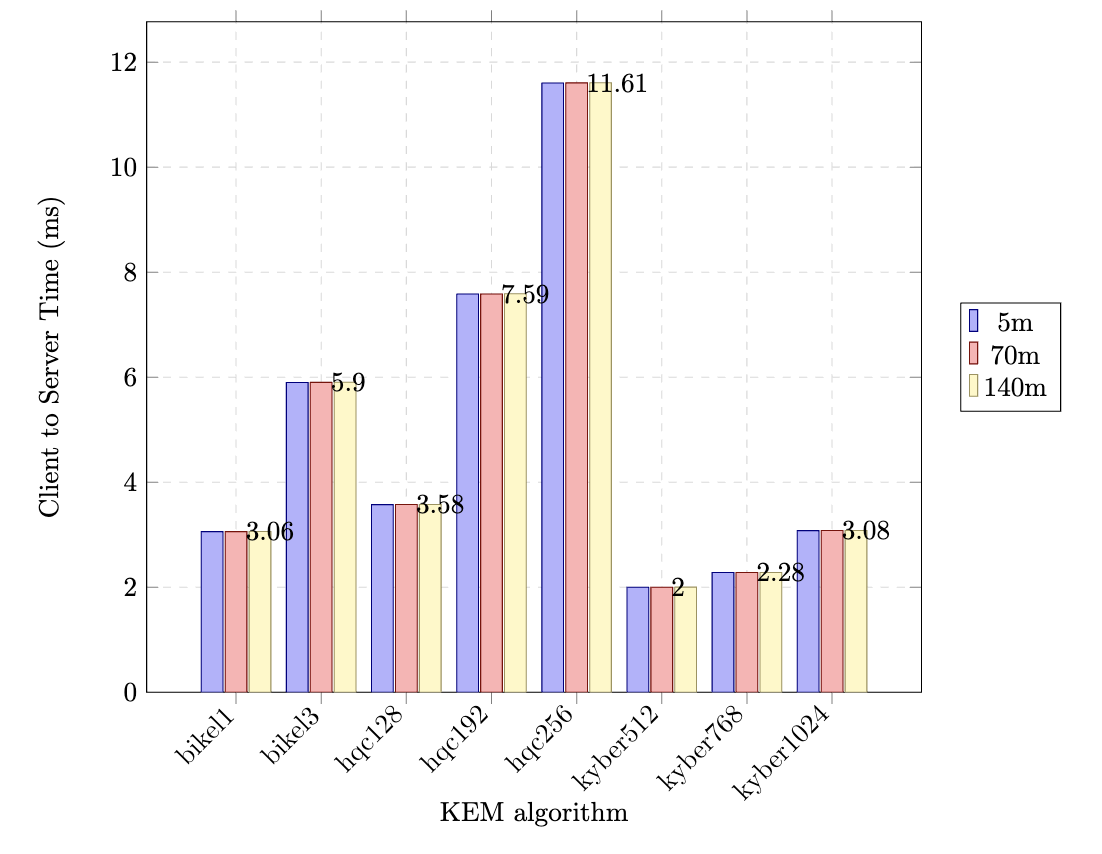 12
10
8
6
4
2
0
Client to Server Time (ms)
3.06
5.9
3.58
7.59
11.61
2
2.28
3.08
bikel1
bikel3
hqc128
hqc192
hqc256
kyber512
kyber768
kyber1024
KEM algorithm
5m
70m
140m